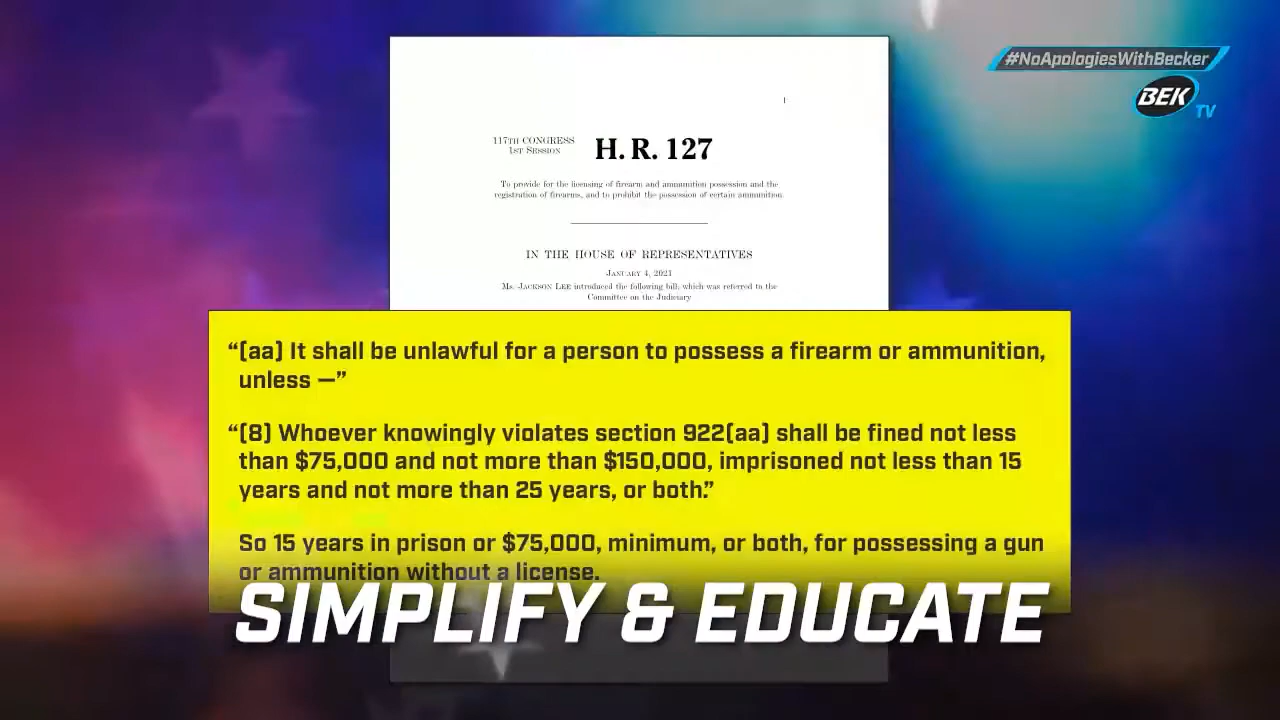 #NoApologiesWithBecker
BEK TV
I
117TH CONGRESS
1ST SESSION
H. R. 127
To provide for the licensing of firearm and ammunition possession and the
registration of firearms, and to prohibit the possession of certain ammunition.
IN THE HOUSE OF REPRESENTATIVES
JANUARY 4, 2021
Ms. JACKSON LEE introduced the following bill; which was referred to the
Committee on the Judiciary
“(aa) It shall be unlawful for a person to possess a firearm or ammunition,
unless —”
“(8) Whoever knowingly violates section 922(aa) shall be fined not less
than $75,000 and not more than $150,000, imprisoned not less than 15
years and not more than 25 years, or both.”
So 15 years in prison or $75,000, minimum, or both, for possessing a gun
or ammunition without a license.
SIMPLIFY & EDUCATE